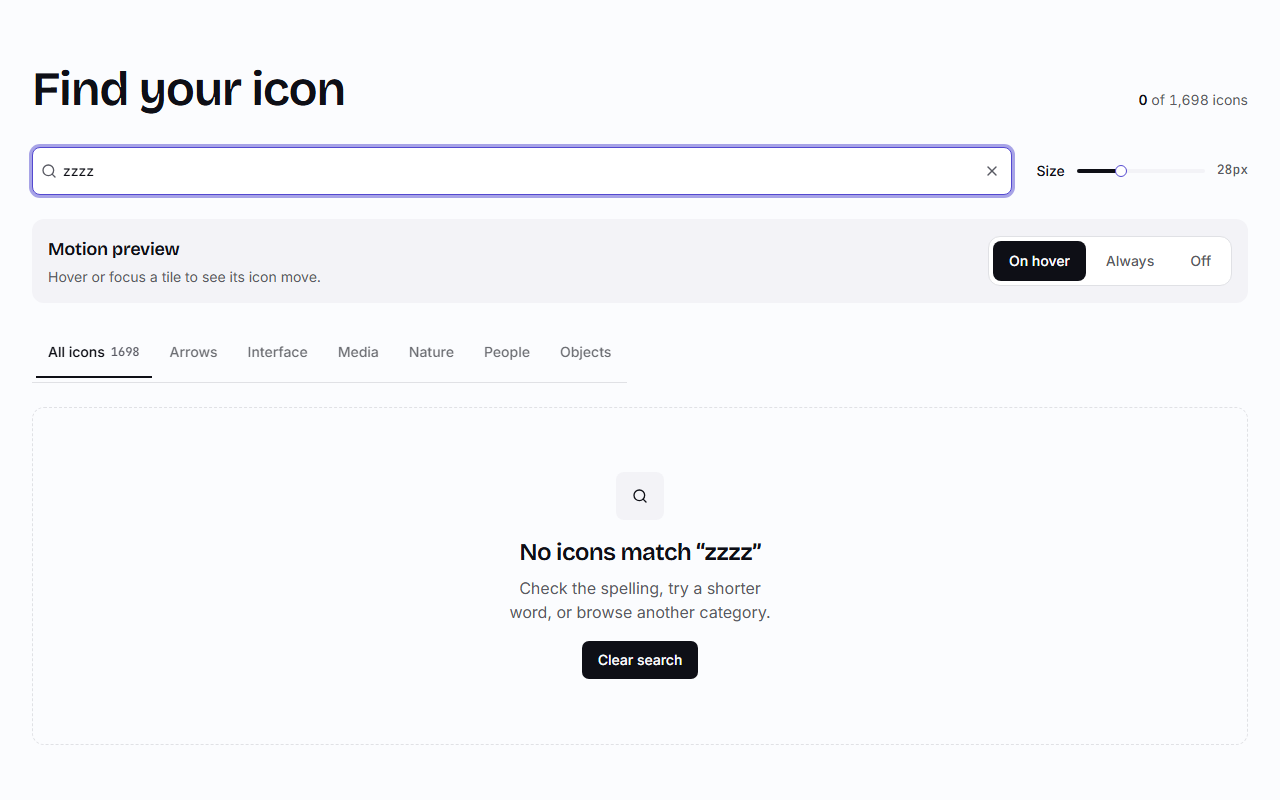 Find your icon
0 of 1,698 icons
zzzz
Size
28px
Motion preview
Hover or focus a tile to see its icon move.
On hover
Always
Off
All icons 1698
Arrows
Interface
Media
Nature
People
Objects
No icons match “zzzz”
Check the spelling, try a shorter
word, or browse another category.
Clear search